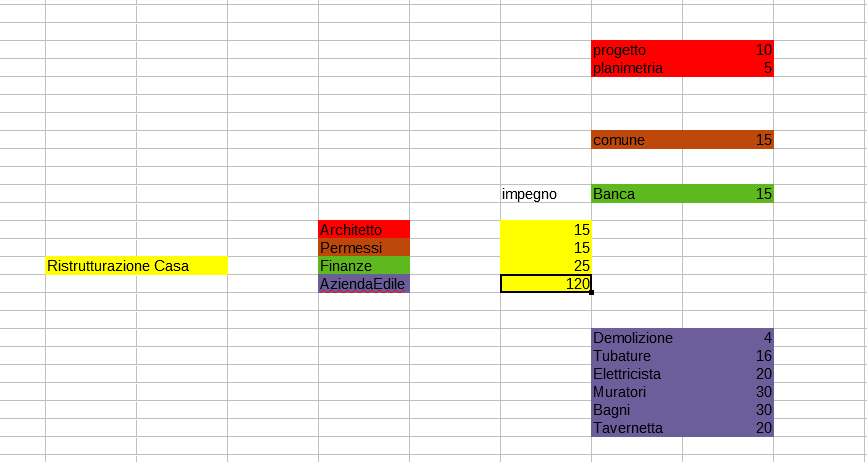 progetto 10
planimetria 5
comune 15
impegno Banca 15
Architetto 15
Permessi 15
Ristrutturazione Casa Finanze 25
AziendaEdile 120
Demolizione 4
Tubature 16
Elettricista 20
Muratori 30
Bagni 30
Tavernetta 20